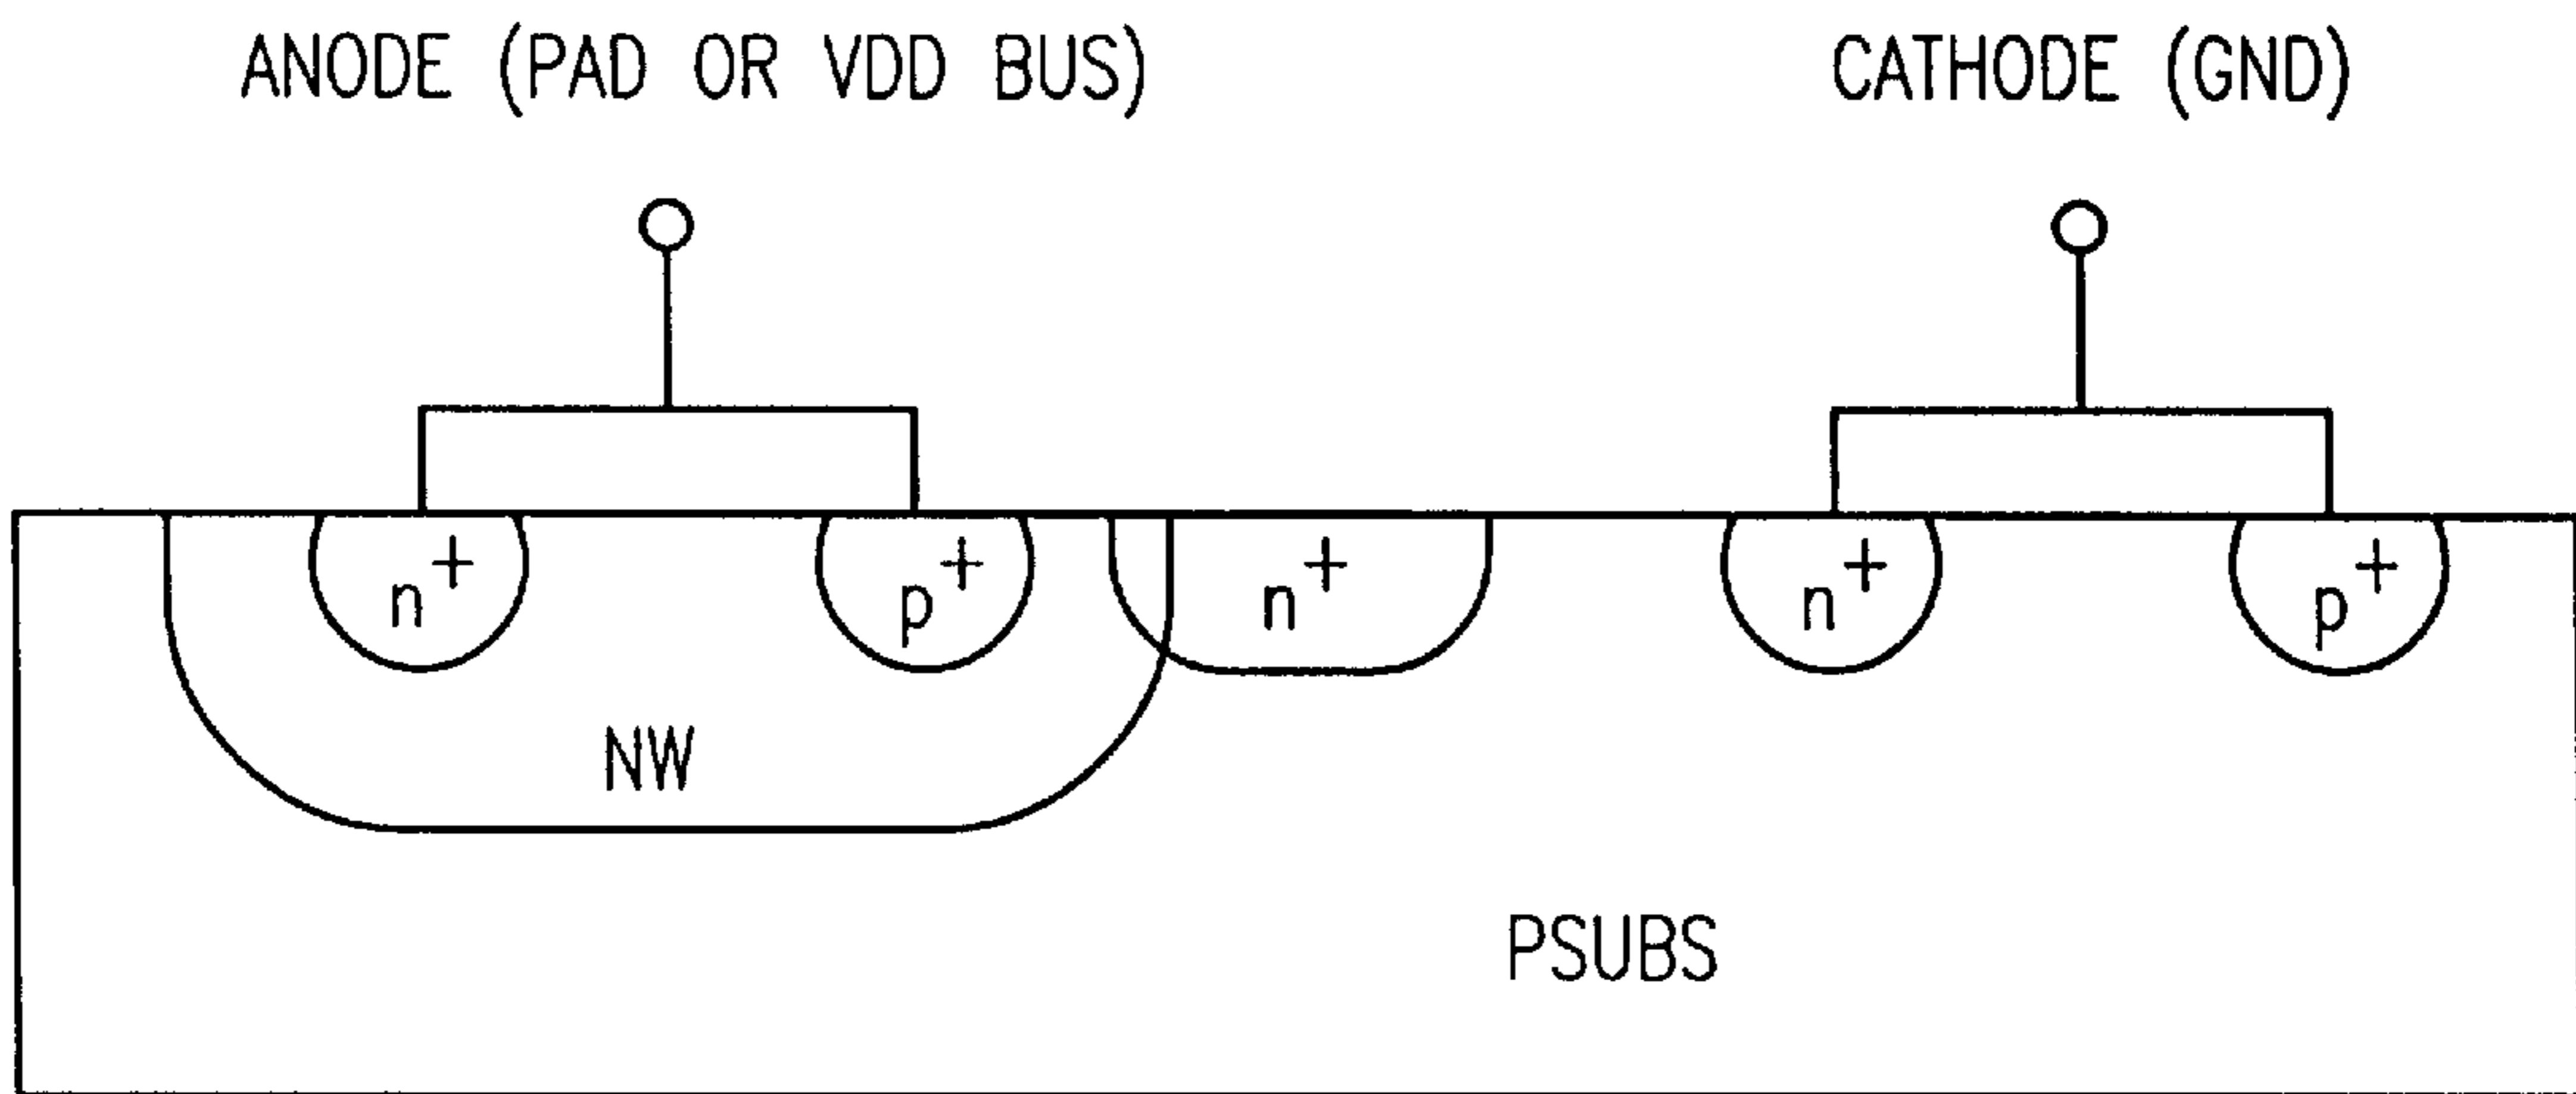 ANODE (PAD OR VDD BUS) CATHODE (GND)
n+ p+ n+ n+ p+
NW
PSUBS